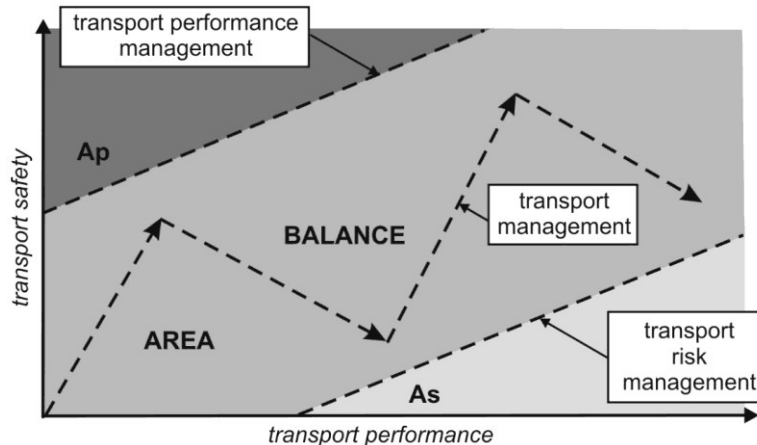 transport performance
management
Ap
transport safety
BALANCE
transport
management
AREA
transport
risk
management
As
transport performance